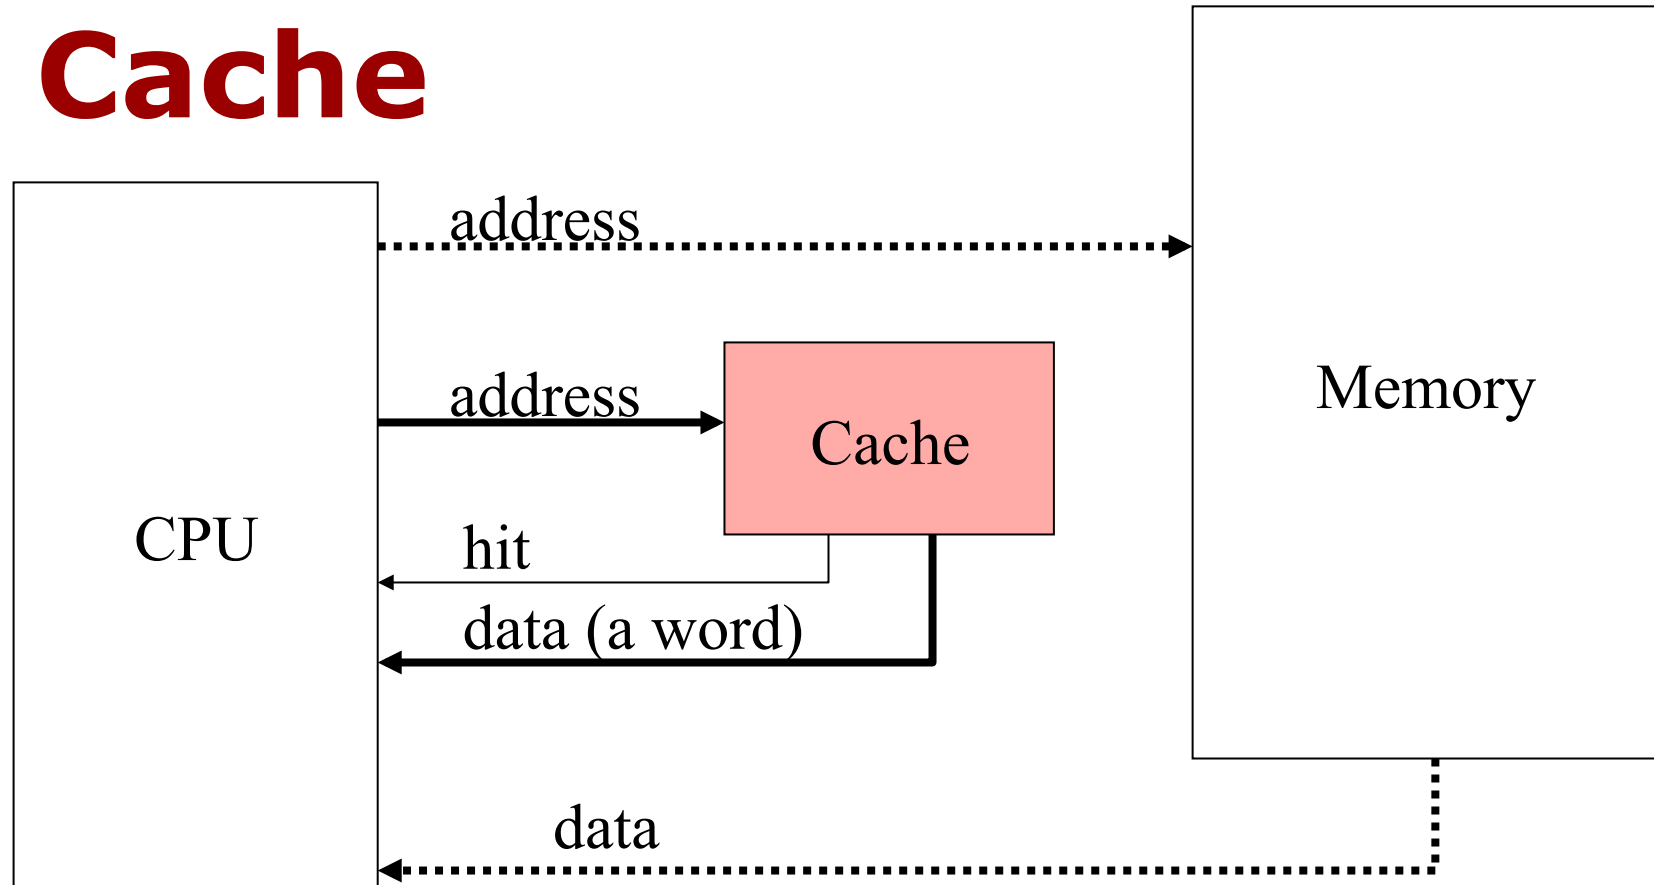 Cache
address
address
Cache
Memory
CPU
hit
data (a word)
data